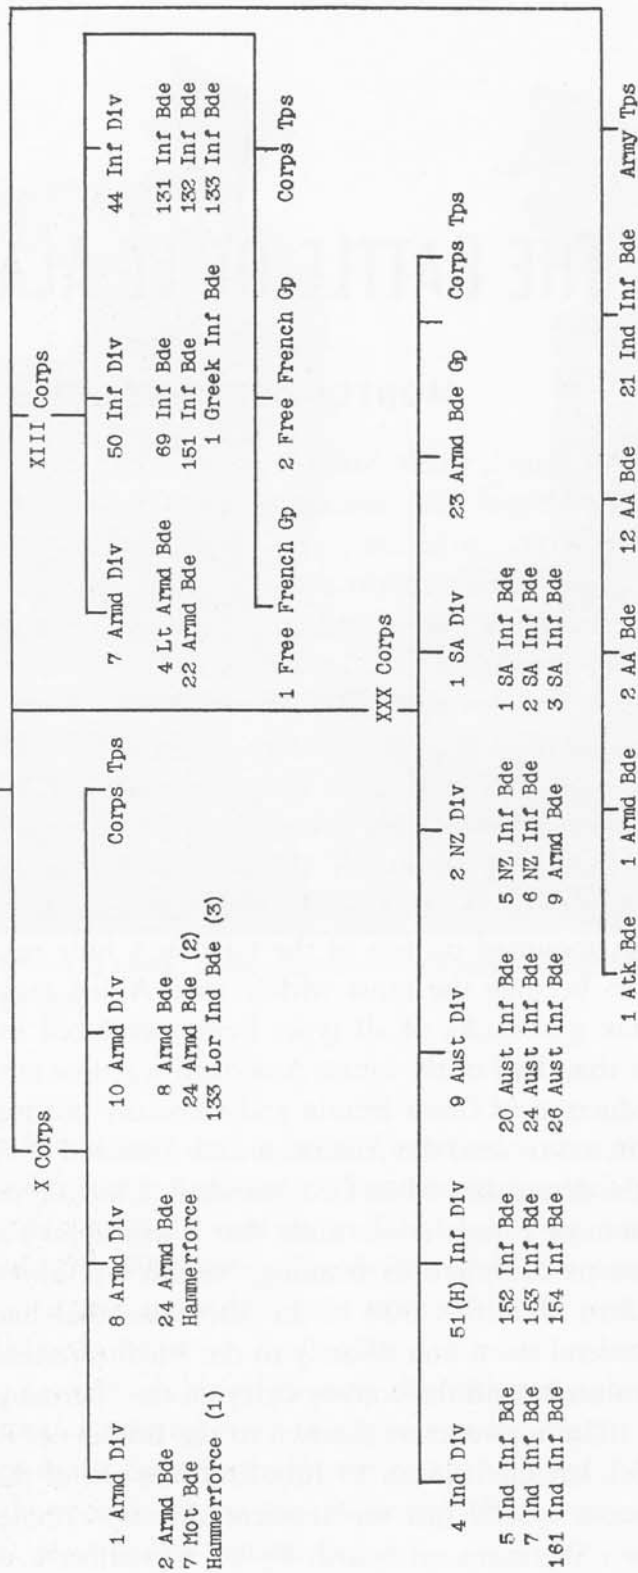 X Corps XIII Corps
1 Armd Div 8 Armd Div 10 Armd Div Corps Tps 7 Armd Div 50 Inf Div 44 Inf Div
2 Armd Bde 24 Armd Bde 8 Armd Bde 4 Lt Armd Bde 69 Inf Bde 131 Inf Bde
7 Mot Bde Hammerforce 24 Armd Bde (2) 22 Armd Bde 151 Inf Bde 132 Inf Bde
Hammerforce (1) 133 Lor Ind Bde (3) 1 Greek Inf Bde 133 Inf Bde
1 Free French Gp 2 Free French Gp Corps Tps
XXX Corps
4 Ind Div 51(H) Inf Div 9 Aust Div 2 NZ Div 1 SA Div 23 Armd Bde Gp Corps Tps
5 Ind Inf Bde 152 Inf Bde 20 Aust Inf Bde 5 NZ Inf Bde 1 SA Inf Bde
7 Ind Inf Bde 153 Inf Bde 24 Aust Inf Bde 6 NZ Inf Bde 2 SA Inf Bde
161 Ind Inf Bde 154 Inf Bde 26 Aust Inf Bde 9 Armd Bde 3 SA Inf Bde
1 Atk Bde 1 Armd Bde 2 AA Bde 12 AA Bde 21 Ind Inf Bde Army Tps